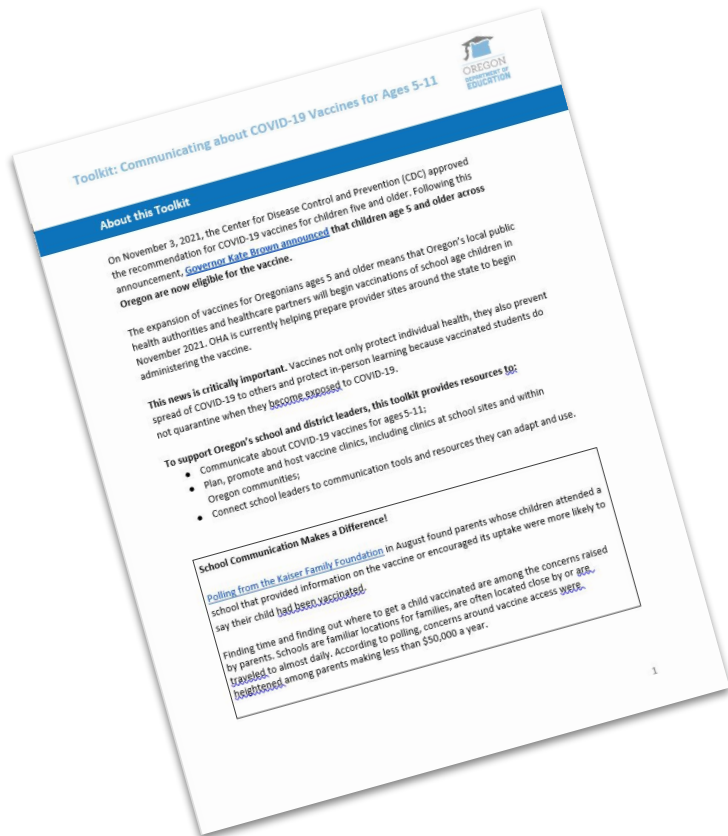 OREGON
DEPARTMENT OF
EDUCATION
Toolkit: Communicating about COVID-19 Vaccines for Ages 5-11
About this Toolkit
On November 3, 2021, the Center for Disease Control and Prevention (CDC) approved
the recommendation for COVID-19 vaccines for children five and older. Following this
announcement, Governor Kate Brown announced that children age 5 and older across
Oregon are now eligible for the vaccine.
The expansion of vaccines for Oregonians ages 5 and older means that Oregon's local public
health authorities and healthcare partners will begin vaccinations of school age children in
November 2021. OHA is currently helping prepare provider sites around the state to begin
administering the vaccine.
This news is critically important. Vaccines not only protect individual health, they also prevent
spread of COVID-19 to others and protect in-person learning because vaccinated students do
not quarantine when they become exposed to COVID-19.
To support Oregon's school and district leaders, this toolkit provides resources to:
● Communicate about COVID-19 vaccines for ages5-11;
● Plan, promote and host vaccine clinics, including clinics at school sites and within
Oregon communities;
● Connect school leaders to communication tools and resources they can adapt and use.
School Communication Makes a Difference!
Polling from the Kaiser Family Foundation in August found parents whose children attended a
school that provided information on the vaccine or encouraged its uptake were more likely to
say their child had been vaccinated.
Finding time and finding out where to get a child vaccinated are among the concerns raised
by parents. Schools are familiar locations for families, are often located close by or are
traveled to almost daily. According to polling, concerns around vaccine access were
heightened among parents making less than $50,000 a year.
1